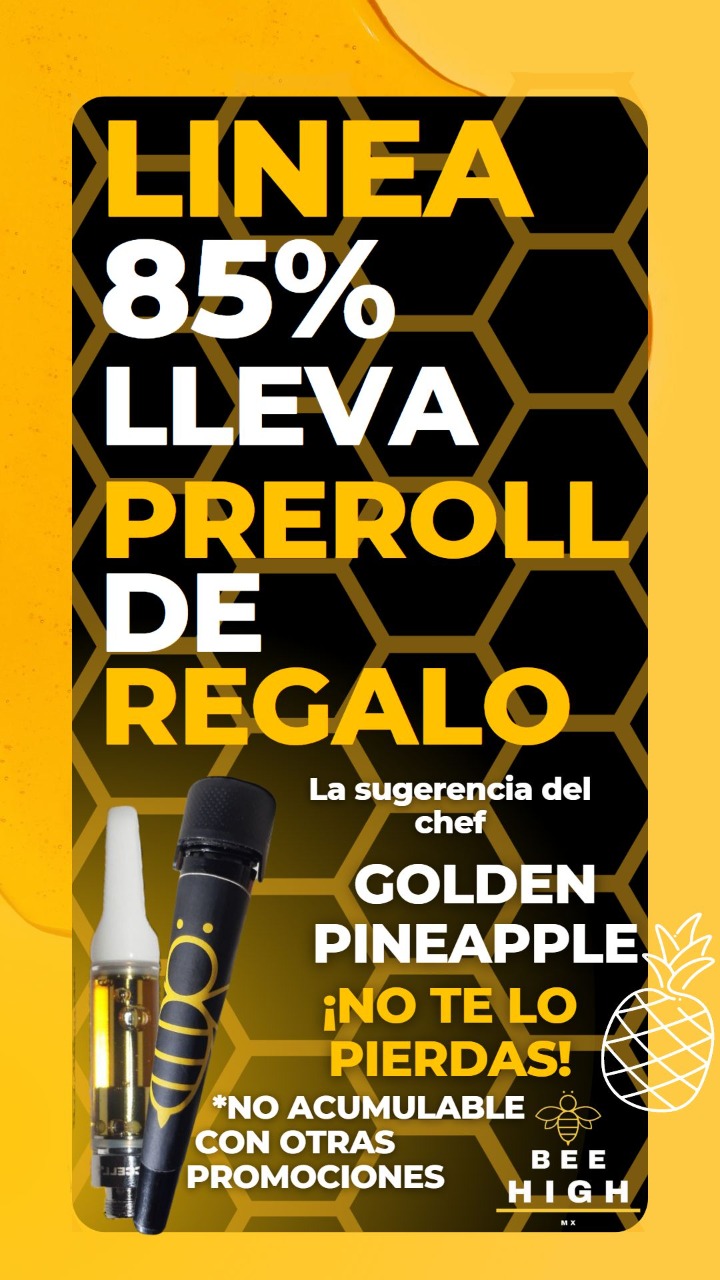 LINEA
85%
LLEVA
PREROLL
DE
REGALO
La sugerencia del
chef
GOLDEN
PINEAPPLE
¡NO TE LO
PIERDAS!
*NO ACUMULABLE
CON OTRAS
PROMOCIONES
BEE
HIGH
MX